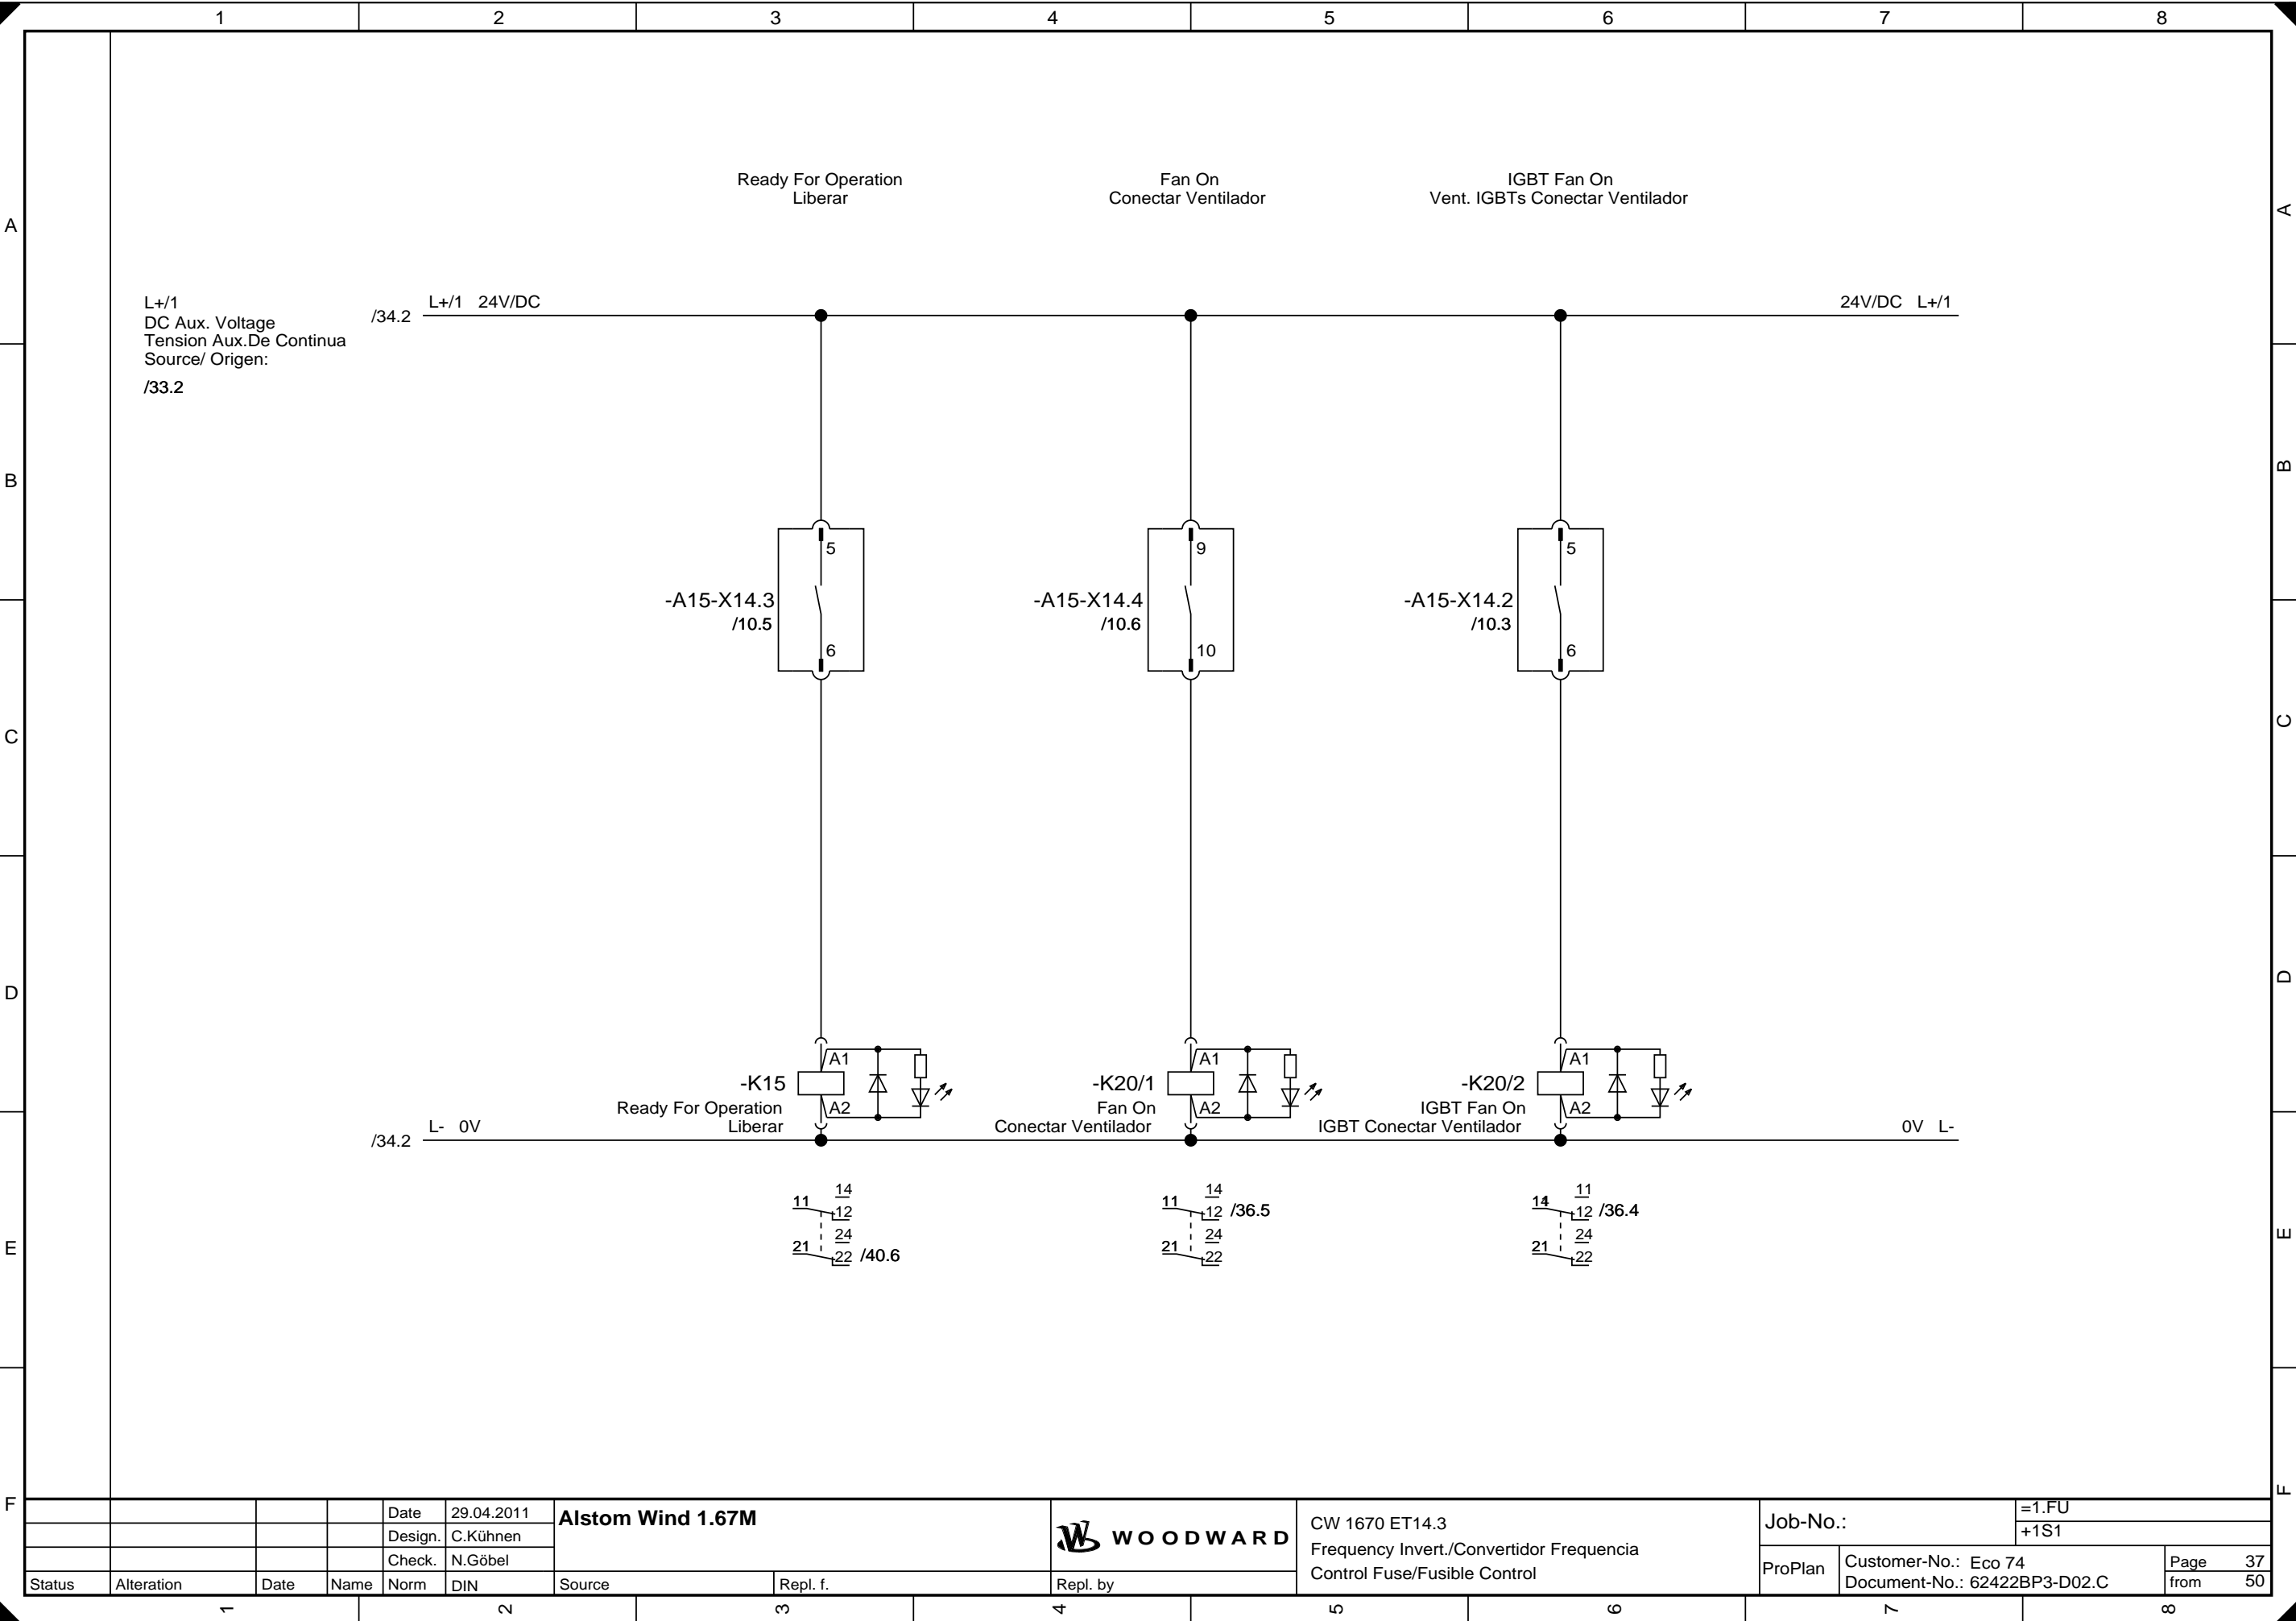 1 2 3 4 5 6 7 8
Ready For Operation
Liberar
Fan On
Conectar Ventilador
IGBT Fan On
Vent. IGBTs Conectar Ventilador
A A
L+/1
DC Aux. Voltage
Tension Aux.De Continua
Source/ Origen:
/33.2
/34.2 L+/1 24V/DC 24V/DC L+/1
B B
5 9 5
-A15-X14.3
/10.5
-A15-X14.4
/10.6
-A15-X14.2
/10.3
6 10 6
C C
D D
A1 A1 A1
-K15
-K20/1
-K20/2
A2 A2 A2
Ready For Operation
Liberar
Fan On
Conectar Ventilador
IGBT Fan On
IGBT Conectar Ventilador
/34.2 L- 0V 0V L-
14 14 11
11 12 11 12 /36.5 14 12 /36.4
24 24 24
21 22 /40.6 21 22 21 22
E E
F F
Date 29.04.2011
Design. C.Kühnen
Check. N.Göbel
Status Alteration Date Name Norm DIN
Alstom Wind 1.67M
Source Repl. f. Repl. by
WOODWARD
CW 1670 ET14.3
Frequency Invert./Convertidor Frequencia
Control Fuse/Fusible Control
Job-No.:
=1.FU
+1S1
ProPlan
Customer-No.: Eco 74
Document-No.: 62422BP3-D02.C
Page 37
from 50
1 2 3 4 5 6 7 8